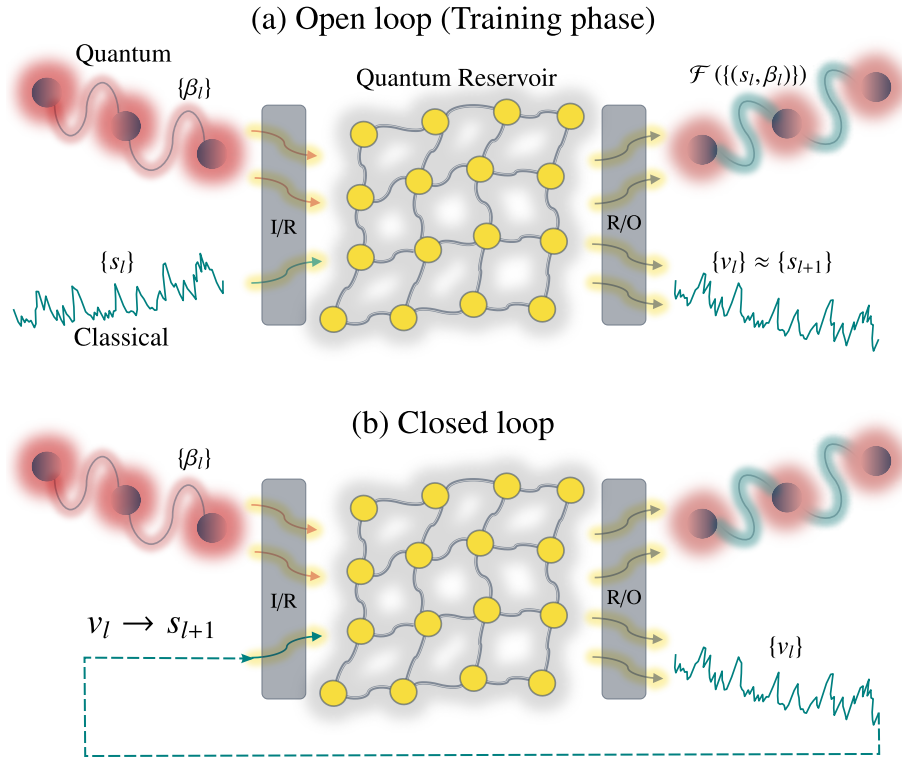 (a) Open loop (Training phase)
Quantum
{β_l}
Quantum Reservoir
ℱ ({(s_l, β_l)})
I/R
R/O
{s_l}
Classical
{v_l} ≈ {s_{l+1}}
(b) Closed loop
{β_l}
I/R
R/O
v_l → s_{l+1}
{v_l}